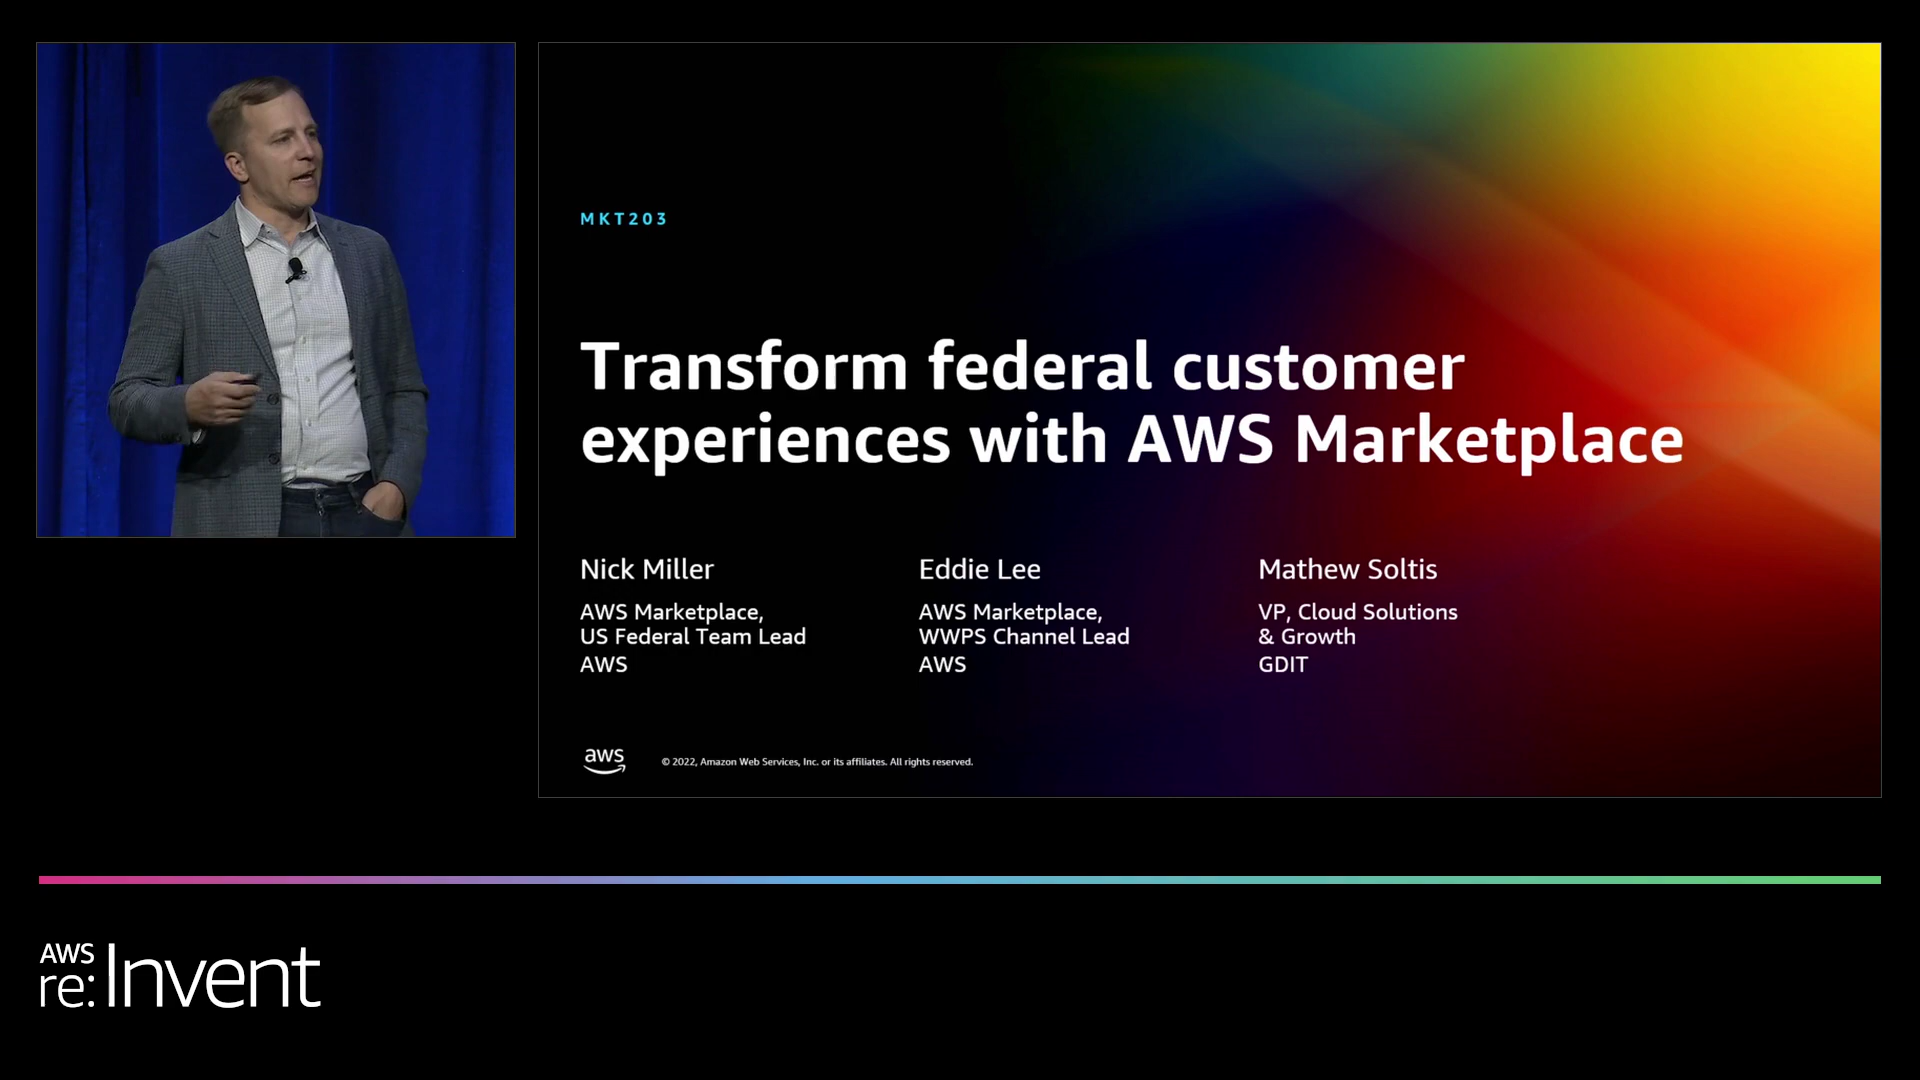 MKT203
Transform federal customer
experiences with AWS Marketplace
Nick Miller
AWS Marketplace,
US Federal Team Lead
AWS
Eddie Lee
AWS Marketplace,
WWPS Channel Lead
AWS
Mathew Soltis
VP, Cloud Solutions
& Growth
GDIT
aws
© 2022, Amazon Web Services, Inc. or its affiliates. All rights reserved.
AWS
re:Invent